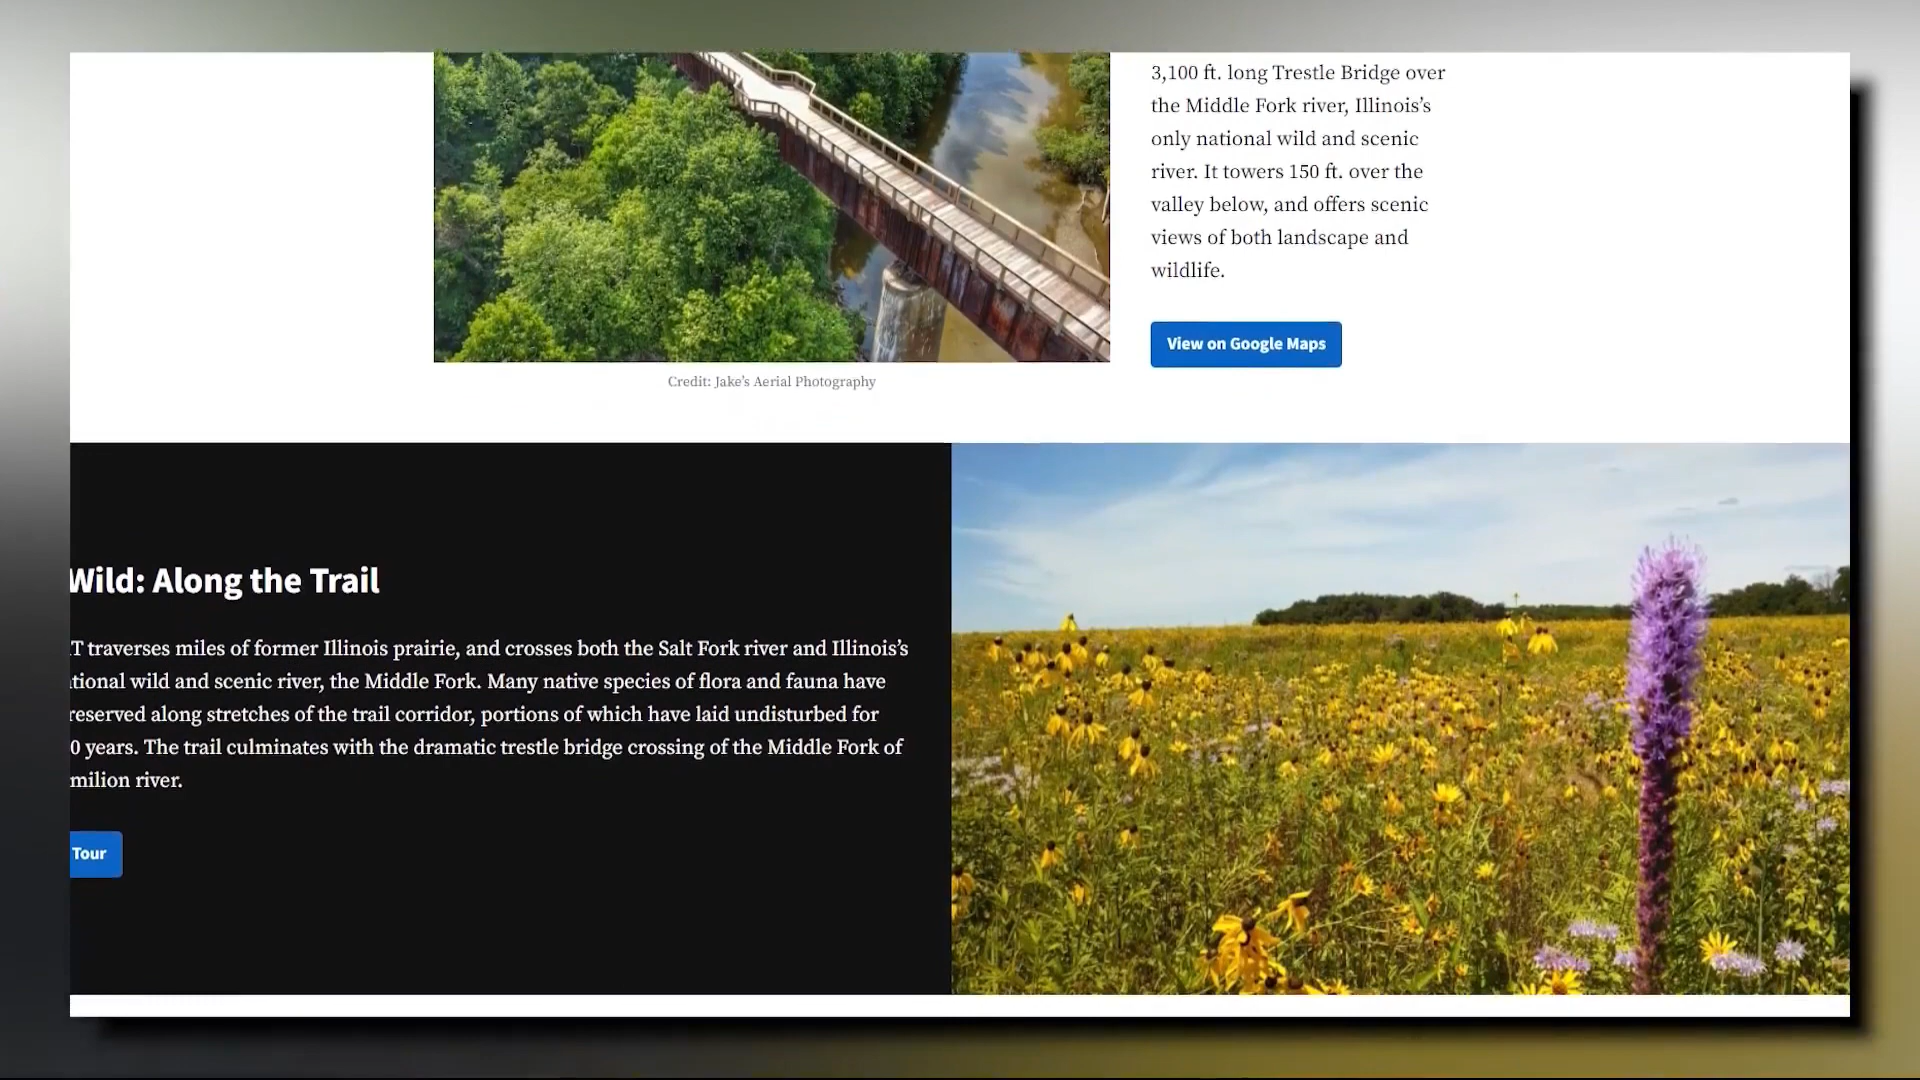 3,100 ft. long Trestle Bridge over
the Middle Fork river, Illinois's
only national wild and scenic
river. It towers 150 ft. over the
valley below, and offers scenic
views of both landscape and
wildlife.
View on Google Maps
Credit: Jake's Aerial Photography
Wild: Along the Trail
T traverses miles of former Illinois prairie, and crosses both the Salt Fork river and Illinois's
tional wild and scenic river, the Middle Fork. Many native species of flora and fauna have
reserved along stretches of the trail corridor, portions of which have laid undisturbed for
0 years. The trail culminates with the dramatic trestle bridge crossing of the Middle Fork of
milion river.
Tour